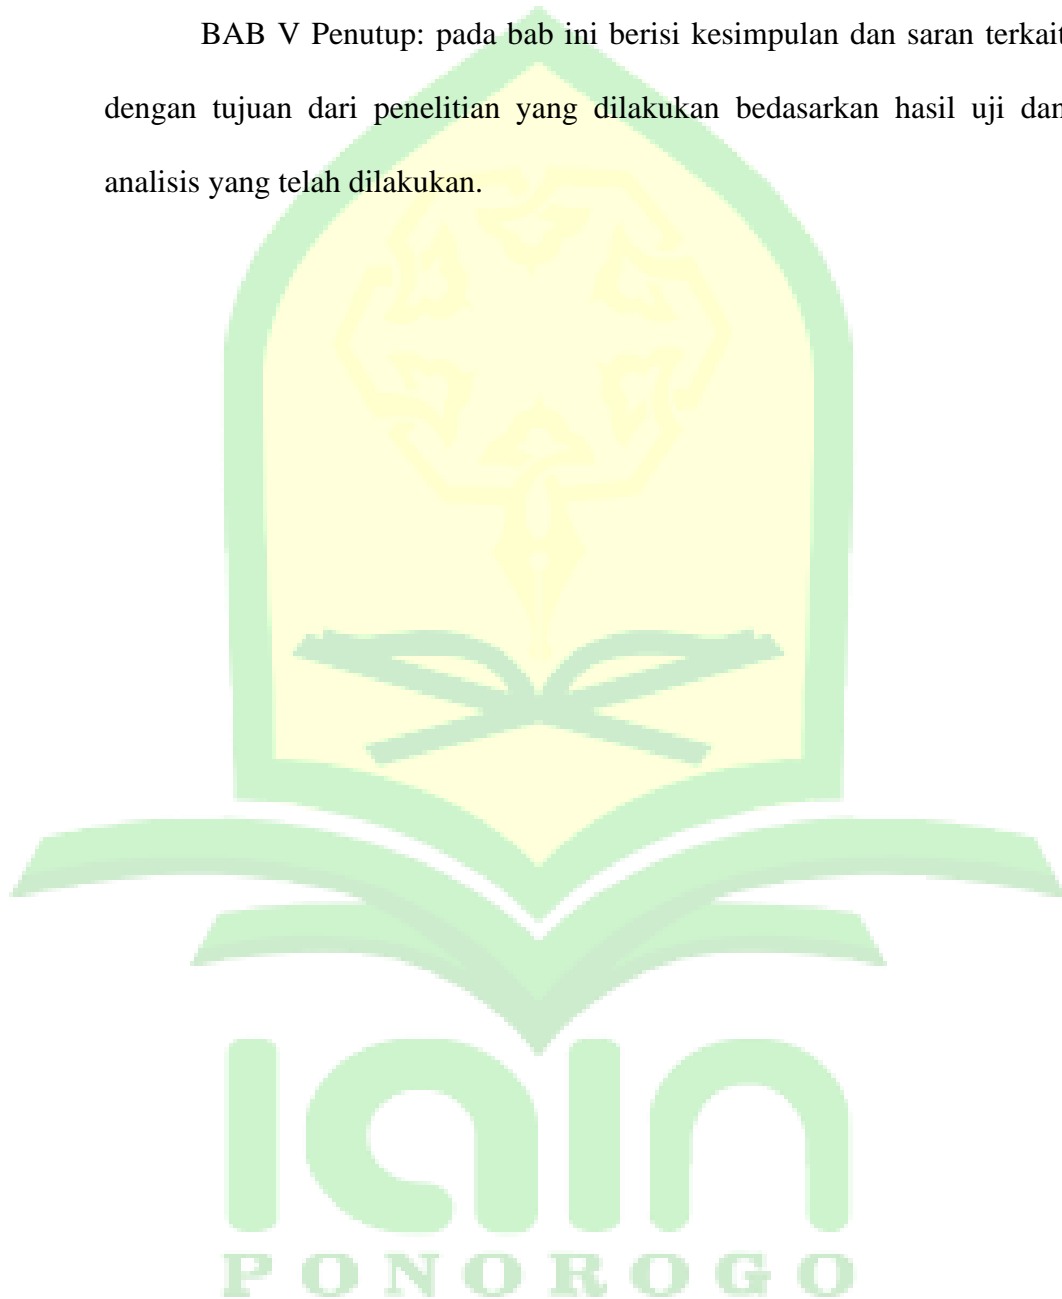 BAB V Penutup: pada bab ini berisi kesimpulan dan saran terkait
dengan tujuan dari penelitian yang dilakukan bedasarkan hasil uji dan
analisis yang telah dilakukan.
iain
PONOROGO